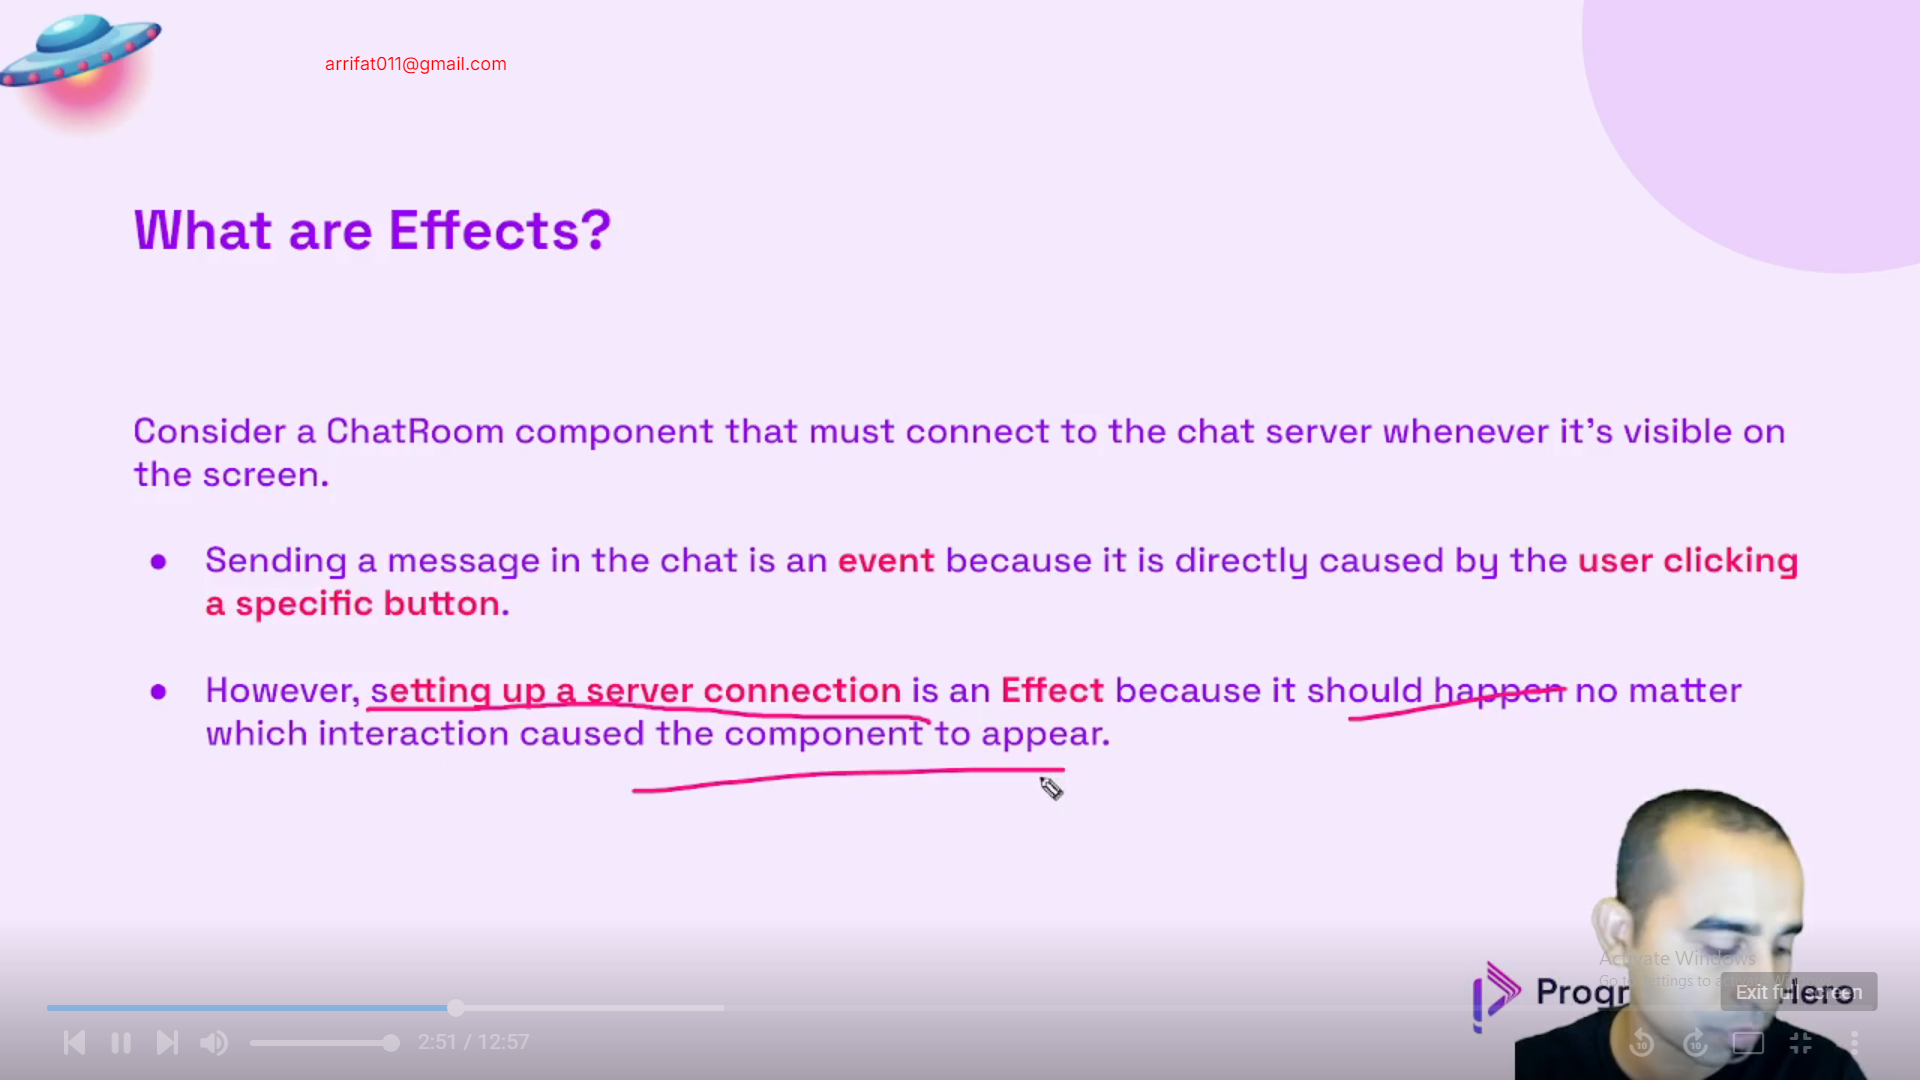 arrifat011@gmail.com
What are Effects?
Consider a ChatRoom component that must connect to the chat server whenever it's visible on
the screen.
● Sending a message in the chat is an event because it is directly caused by the user clicking
a specific button.
● However, setting up a server connection is an Effect because it should happen no matter
which interaction caused the component to appear.
Activate Windows
Go to Settings to
Exit full screen
Progr Hero
2:51 / 12:57
10 10